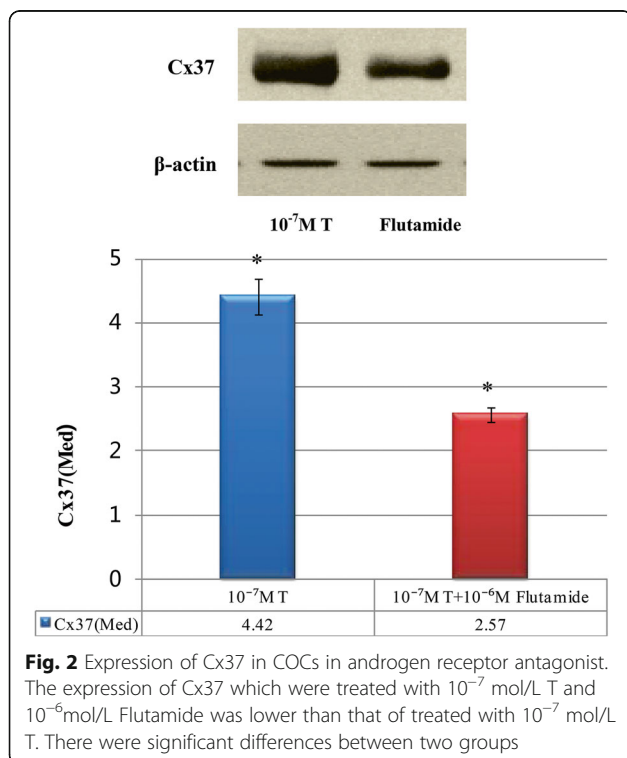 Cx37
β-actin
10⁻⁷M T Flutamide
5
4
3
2
1
0
Cx37(Med)
*
*
10⁻⁷M T 10⁻⁷M T+10⁻⁶M Flutamide
Cx37(Med) 4.42 2.57
Fig. 2 Expression of Cx37 in COCs in androgen receptor antagonist.
The expression of Cx37 which were treated with 10⁻⁷ mol/L T and
10⁻⁶mol/L Flutamide was lower than that of treated with 10⁻⁷ mol/L
T. There were significant differences between two groups